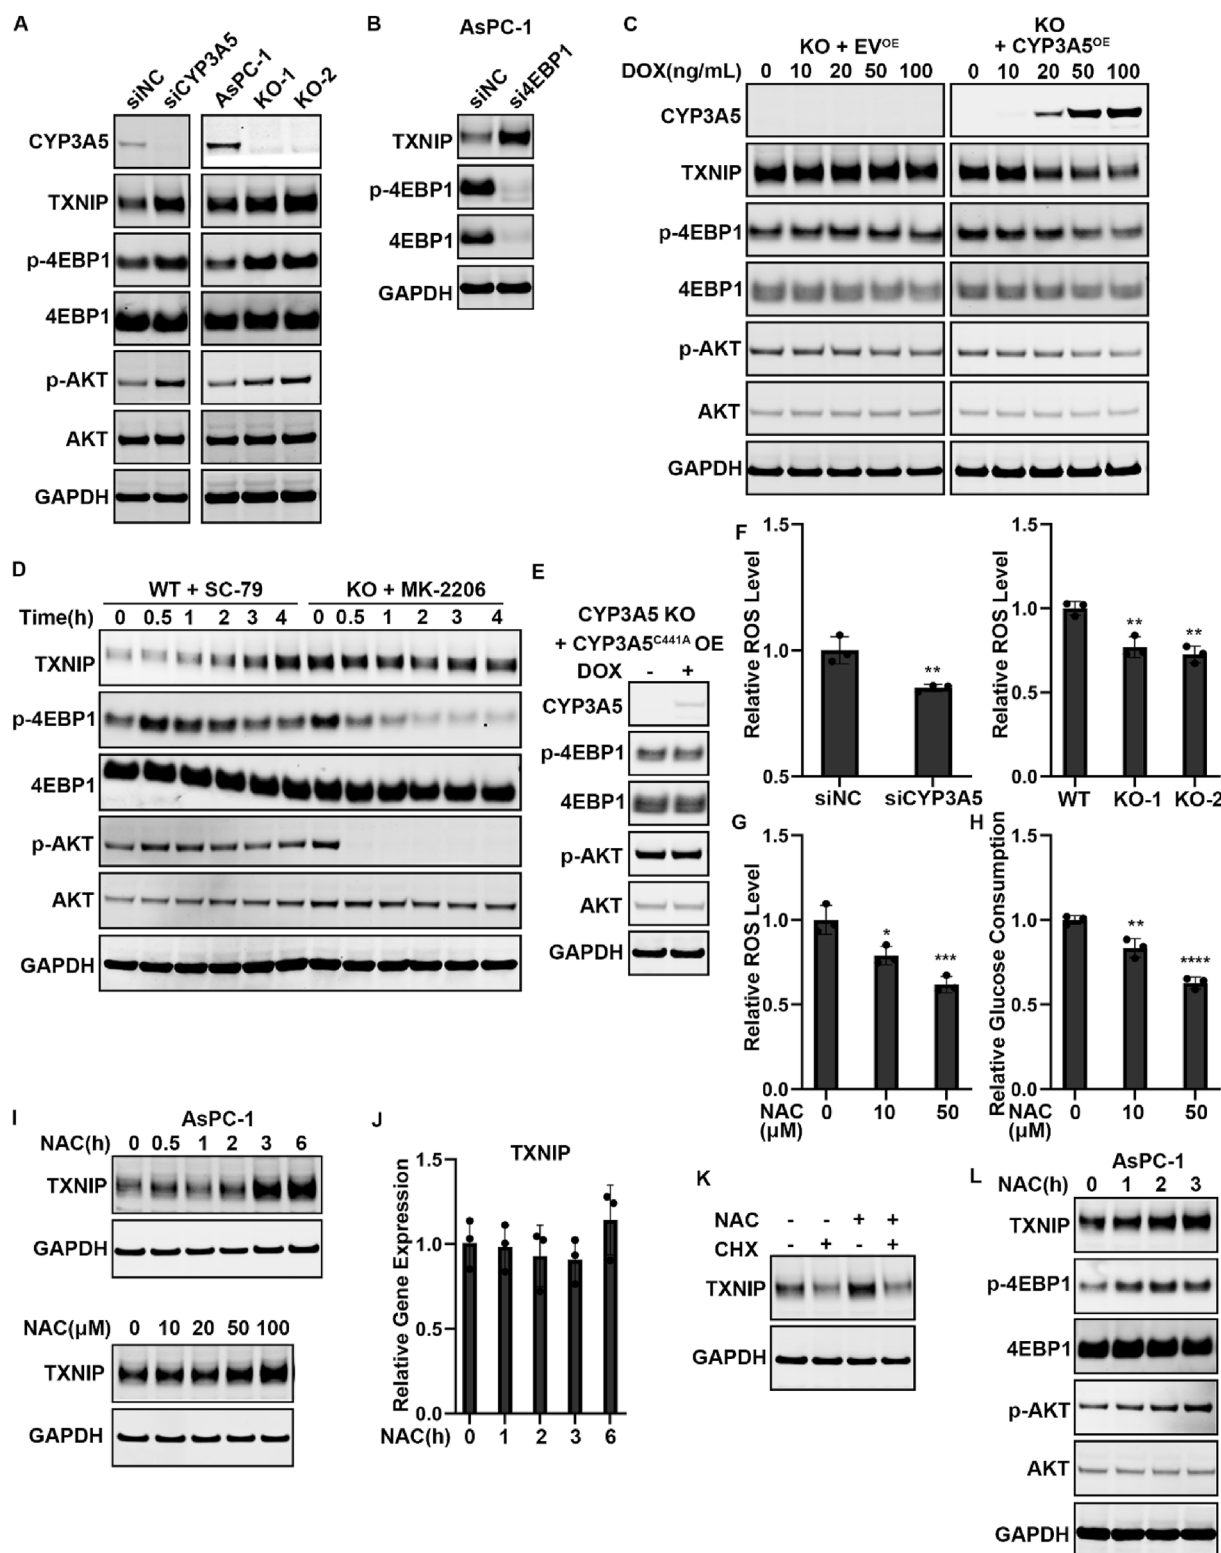 A
siNC siCYP3A5 AsPC-1 KO-1 KO-2
CYP3A5
TXNIP
p-4EBP1
4EBP1
p-AKT
AKT
GAPDH
B
AsPC-1
siNC si4EBP1
TXNIP
p-4EBP1
4EBP1
GAPDH
C
KO + EVᴼᴱ
KO
+ CYP3A5ᴼᴱ
DOX(ng/mL) 0 10 20 50 100 0 10 20 50 100
CYP3A5
TXNIP
p-4EBP1
4EBP1
p-AKT
AKT
GAPDH
D
WT + SC-79 KO + MK-2206
Time(h) 0 0.5 1 2 3 4 0 0.5 1 2 3 4
TXNIP
p-4EBP1
4EBP1
p-AKT
AKT
GAPDH
E
CYP3A5 KO
+ CYP3A5ᶜ⁴⁴¹ᴬ OE
DOX - +
CYP3A5
p-4EBP1
4EBP1
p-AKT
AKT
GAPDH
F
Relative ROS Level
1.5
1.0
0.5
**
siNC siCYP3A5
Relative ROS Level
1.5
1.0
0.5
0.0
** **
WT KO-1 KO-2
G
Relative ROS Level
1.5
1.0
0.5
0.0
* ***
NAC 0 10 50
(µM)
H
Relative Glucose Consumption
1.5
1.0
0.5
0.0
** ****
NAC 0 10 50
(µM)
I
AsPC-1
NAC(h) 0 0.5 1 2 3 6
TXNIP
GAPDH
NAC(µM) 0 10 20 50 100
TXNIP
GAPDH
J
TXNIP
Relative Gene Expression
1.5
1.0
0.5
0.0
NAC(h) 0 1 2 3 6
K
NAC - - + +
CHX - + - +
TXNIP
GAPDH
L
AsPC-1
NAC(h) 0 1 2 3
TXNIP
p-4EBP1
4EBP1
p-AKT
AKT
GAPDH